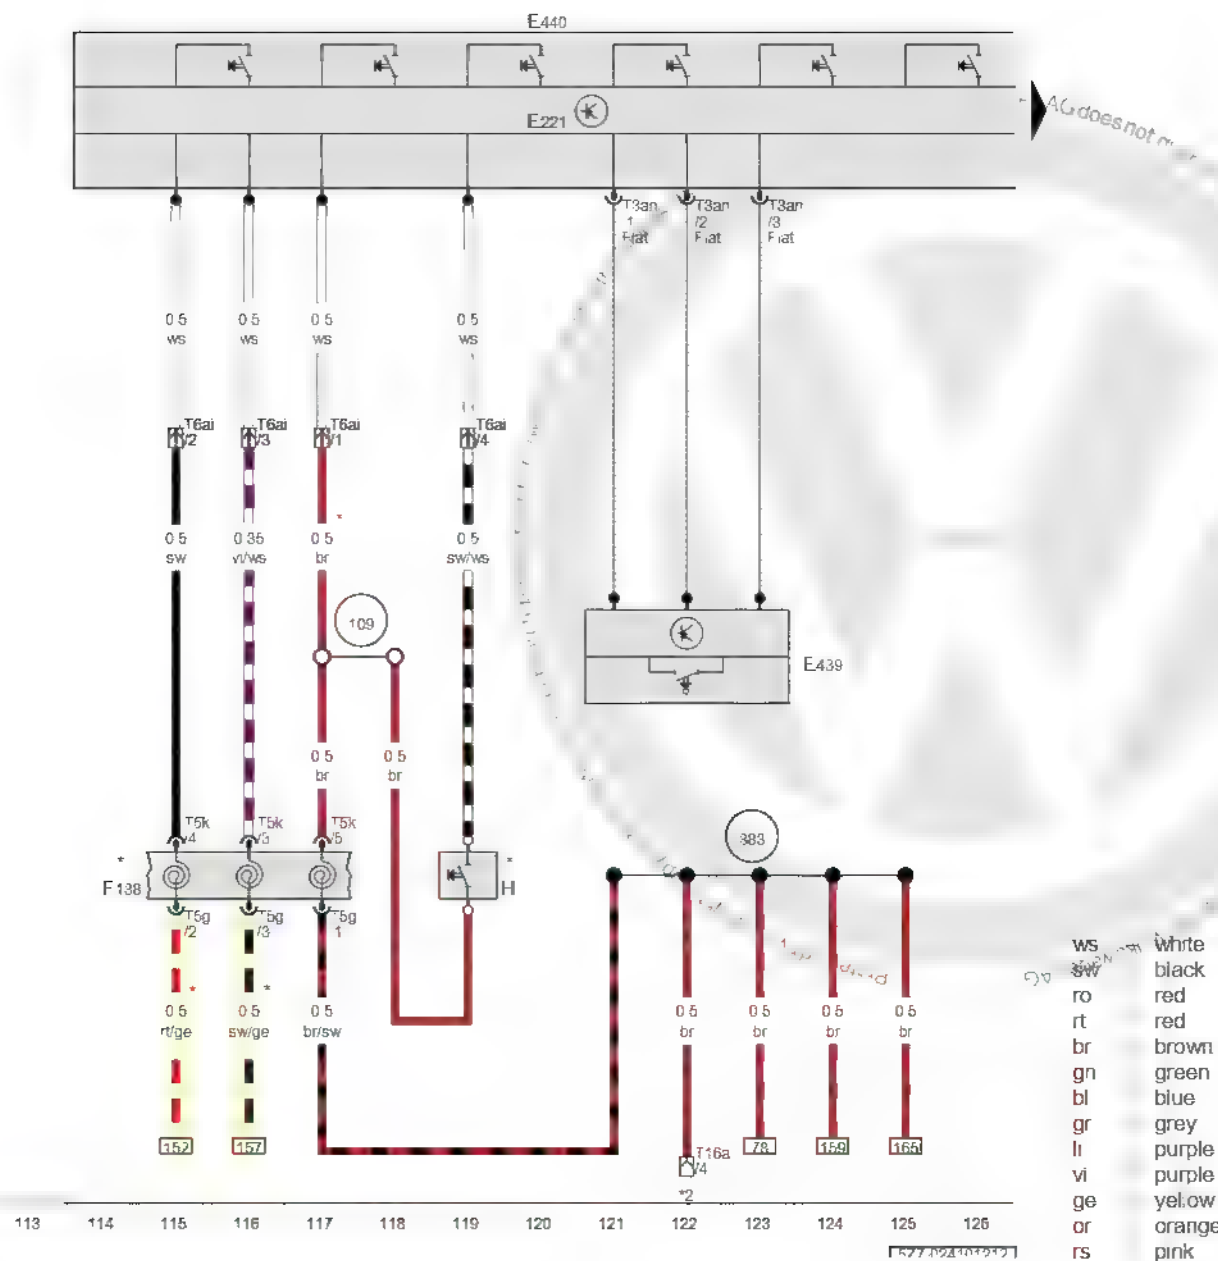 E440
E221
AG does not
T3an T3an T3an
1 /2 /3
Flat Flat Flat
0 5 0 5 0 5 0 5
ws ws ws ws
T6ai T6ai T6ai T6ai
/2 /3 /1 /4
*
0 5 0 35 0 5 0 5
sw vi/ws br sw/ws
109
E439
0 5 0 5
br br
T5k T5k T5k
/4 /3 /5
383
* *
F138 H
T5g T5g T5g
/2 /3 1
* *
0 5 0 5 0 5 0 5 0 5 0 5 0 5
rt/ge sw/ge br/sw br br br br
152 157 78 159 165
T16a
/4
*2
113 114 115 116 117 118 119 120 121 122 123 124 125 126
ws white
sw black
ro red
rt red
br brown
gn green
bl blue
gr grey
li purple
vi purple
ge yellow
or orange
rs pink
AG